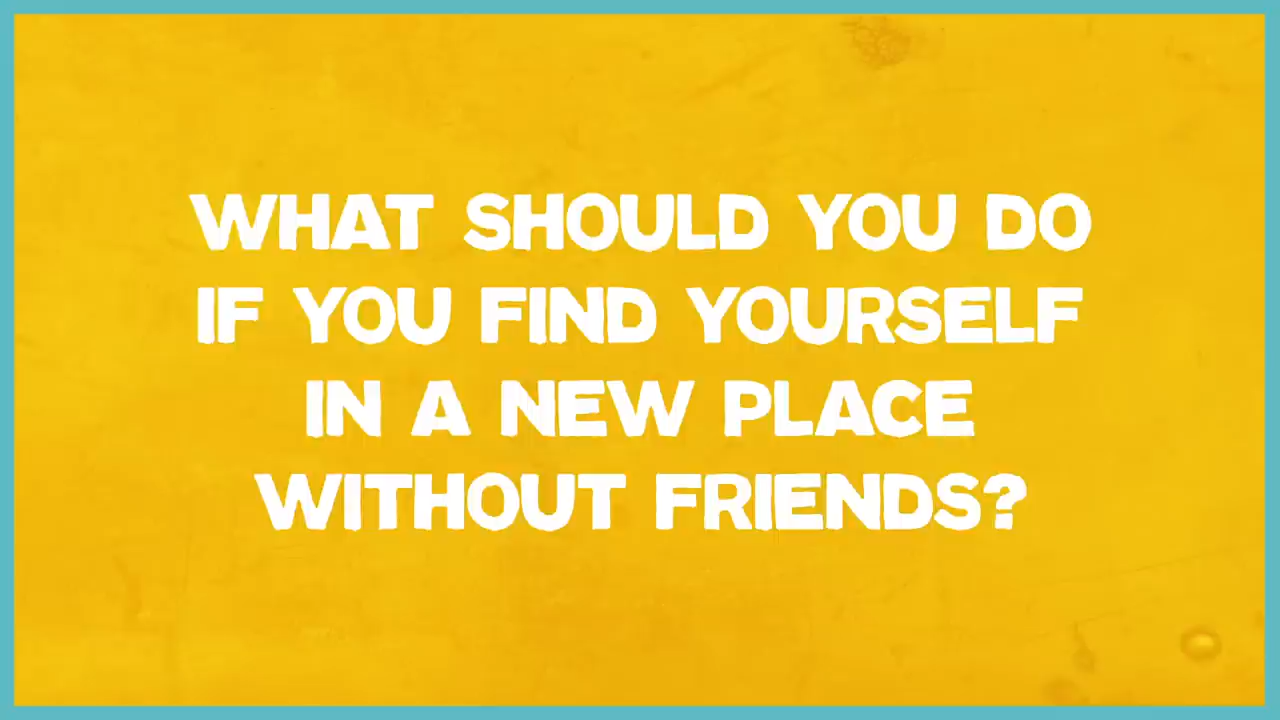 WHAT SHOULD YOU DO
IF YOU FIND YOURSELF
IN A NEW PLACE
WITHOUT FRIENDS?